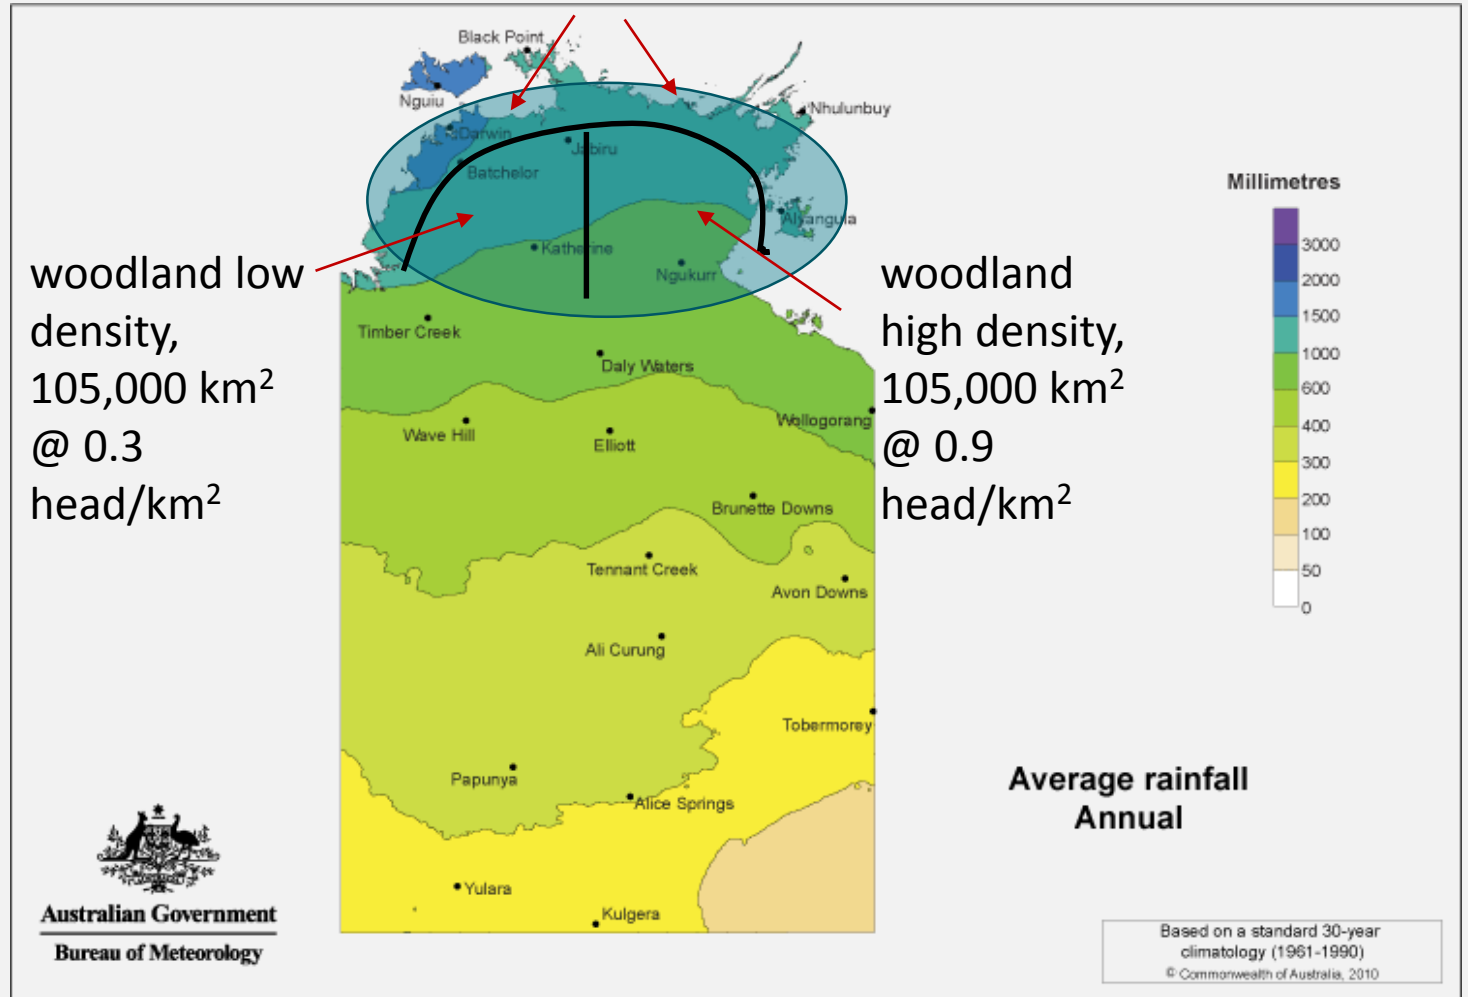 Black Point
Nguiu
Nhulunbuy
Darwin
Jabiru
Batchelor
Alyangula
Katherine
Ngukurr
woodland low
density,
105,000 km²
@ 0.3
head/km²
woodland
high density,
105,000 km²
@ 0.9
head/km²
Timber Creek
Daly Waters
Wollogorang
Wave Hill
Elliott
Brunette Downs
Tennant Creek
Avon Downs
Ali Curung
Tobermorey
Papunya
Alice Springs
Yulara
Kulgera
Millimetres
3000
2000
1500
1000
600
400
300
200
100
50
0
Average rainfall
Annual
Australian Government
Bureau of Meteorology
Based on a standard 30-year
climatology (1961-1990)
© Commonwealth of Australia, 2010